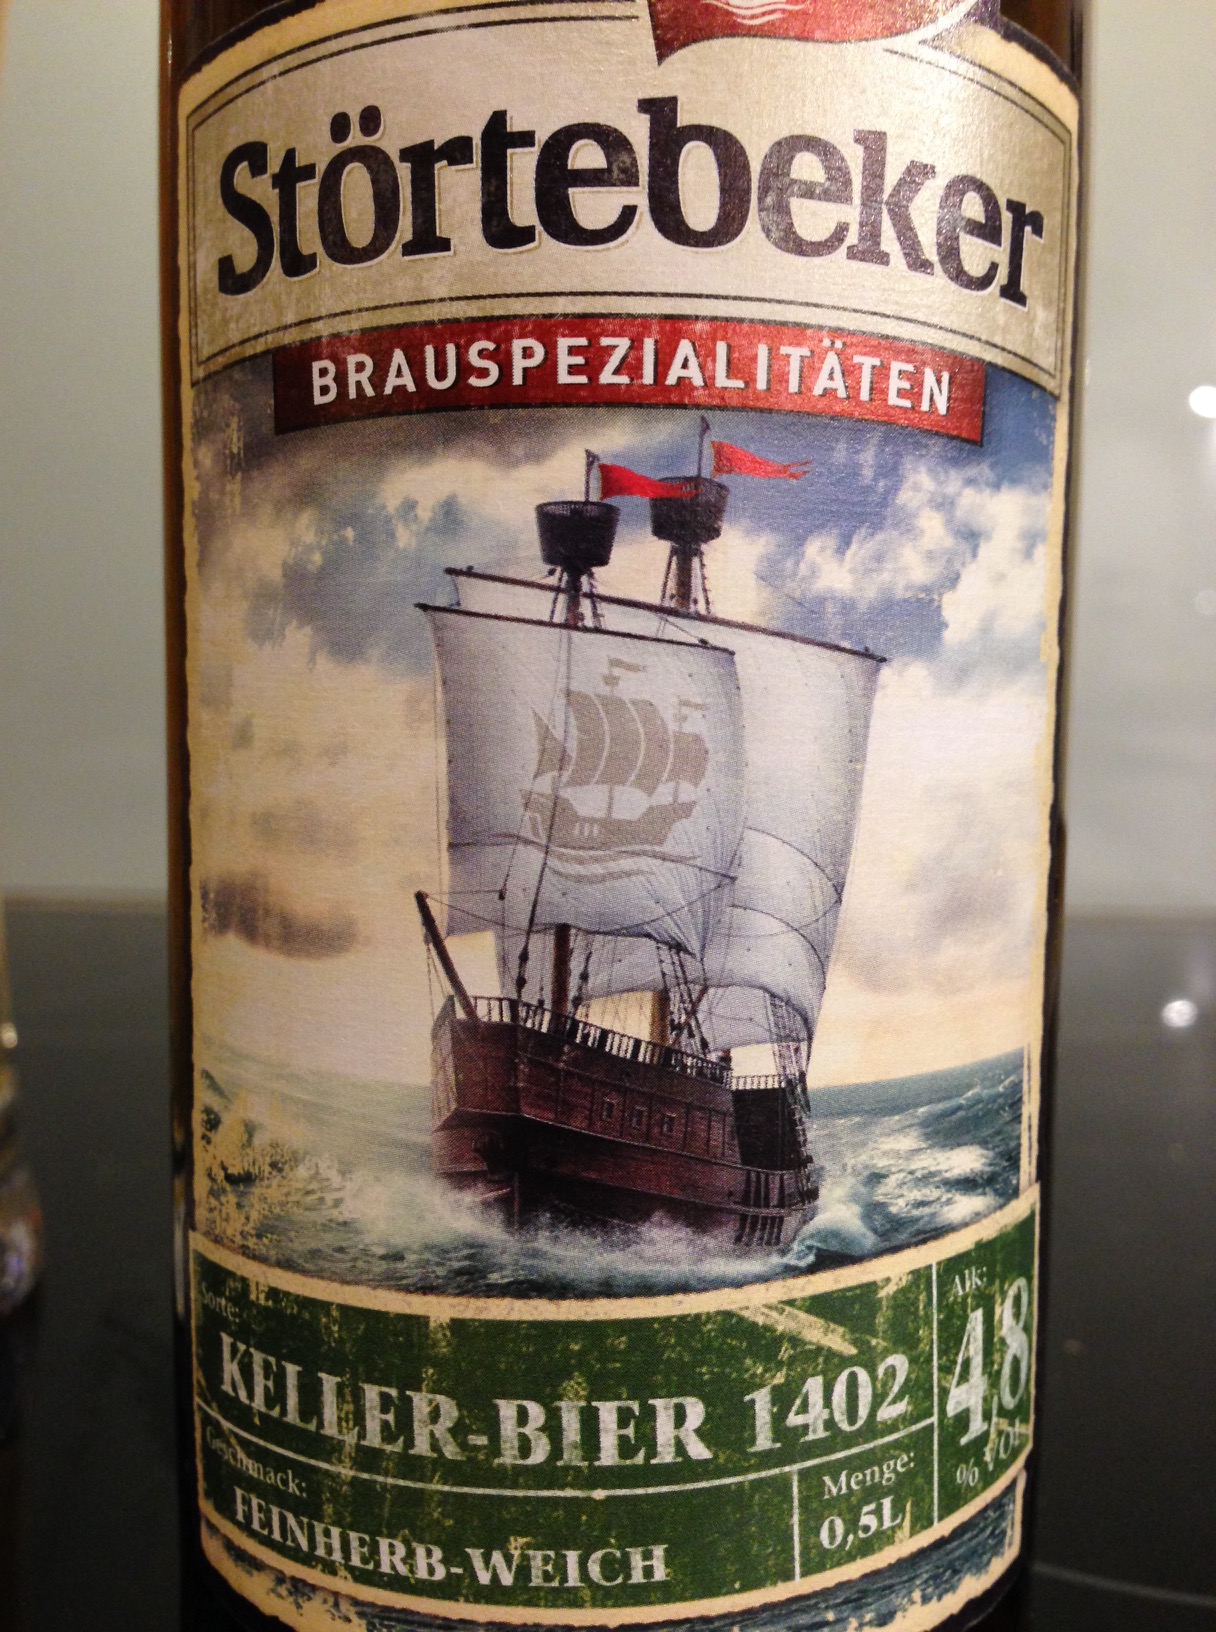 Störtebeker
BRAUSPEZIALITÄTEN
Sorte:
KELLER-BIER 1402
Alk:
4,8
% VOL
Geschmack:
FEINHERB-WEICH
Menge:
0,5L